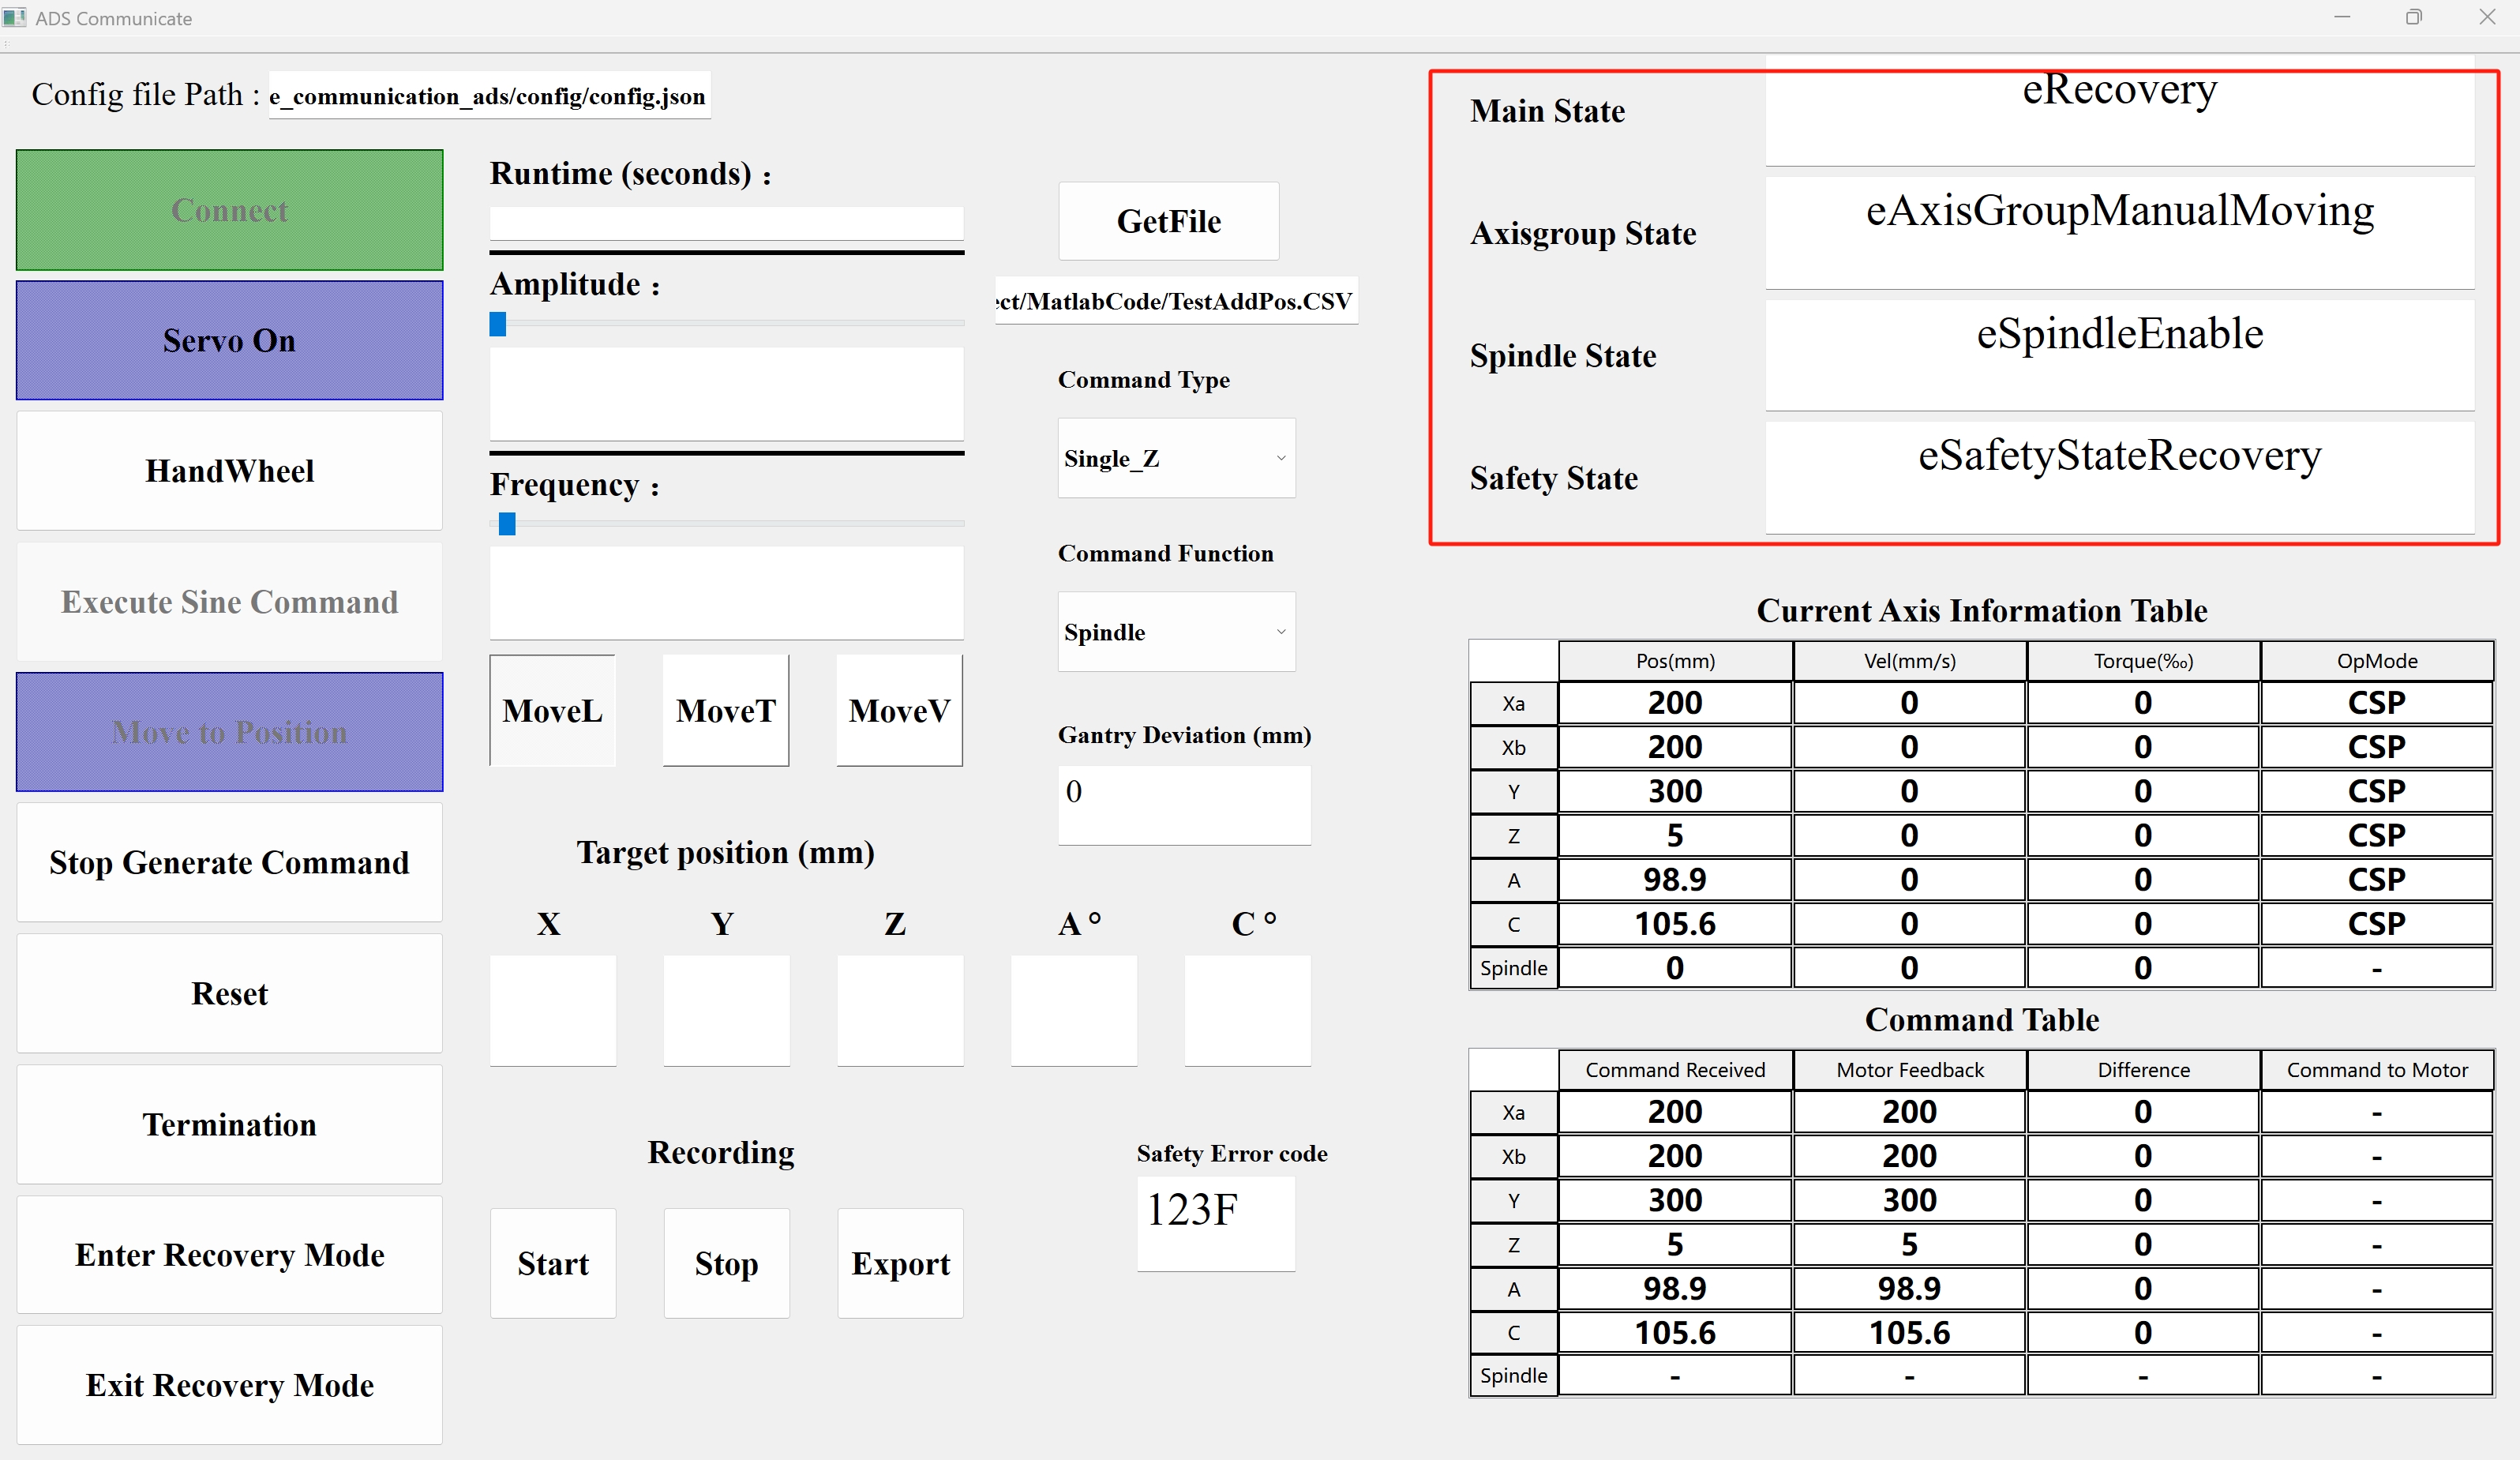 ADS Communicate
Config file Path : e_communication_ads/config/config.json
Connect
Servo On
HandWheel
Execute Sine Command
Move to Position
Stop Generate Command
Reset
Termination
Enter Recovery Mode
Exit Recovery Mode
Runtime (seconds) :
Amplitude :
Frequency :
MoveL MoveT MoveV
Target position (mm)
X Y Z A° C°
Recording
Start Stop Export
GetFile
ect/MatlabCode/TestAddPos.CSV
Command Type
Single_Z
Command Function
Spindle
Gantry Deviation (mm)
0
Safety Error code
123F
Main State eRecovery
Axisgroup State eAxisGroupManualMoving
Spindle State eSpindleEnable
Safety State eSafetyStateRecovery
Current Axis Information Table
Pos(mm) Vel(mm/s) Torque(‰) OpMode
Xa 200 0 0 CSP
Xb 200 0 0 CSP
Y 300 0 0 CSP
Z 5 0 0 CSP
A 98.9 0 0 CSP
C 105.6 0 0 CSP
Spindle 0 0 0 -
Command Table
Command Received Motor Feedback Difference Command to Motor
Xa 200 200 0 -
Xb 200 200 0 -
Y 300 300 0 -
Z 5 5 0 -
A 98.9 98.9 0 -
C 105.6 105.6 0 -
Spindle - - - -